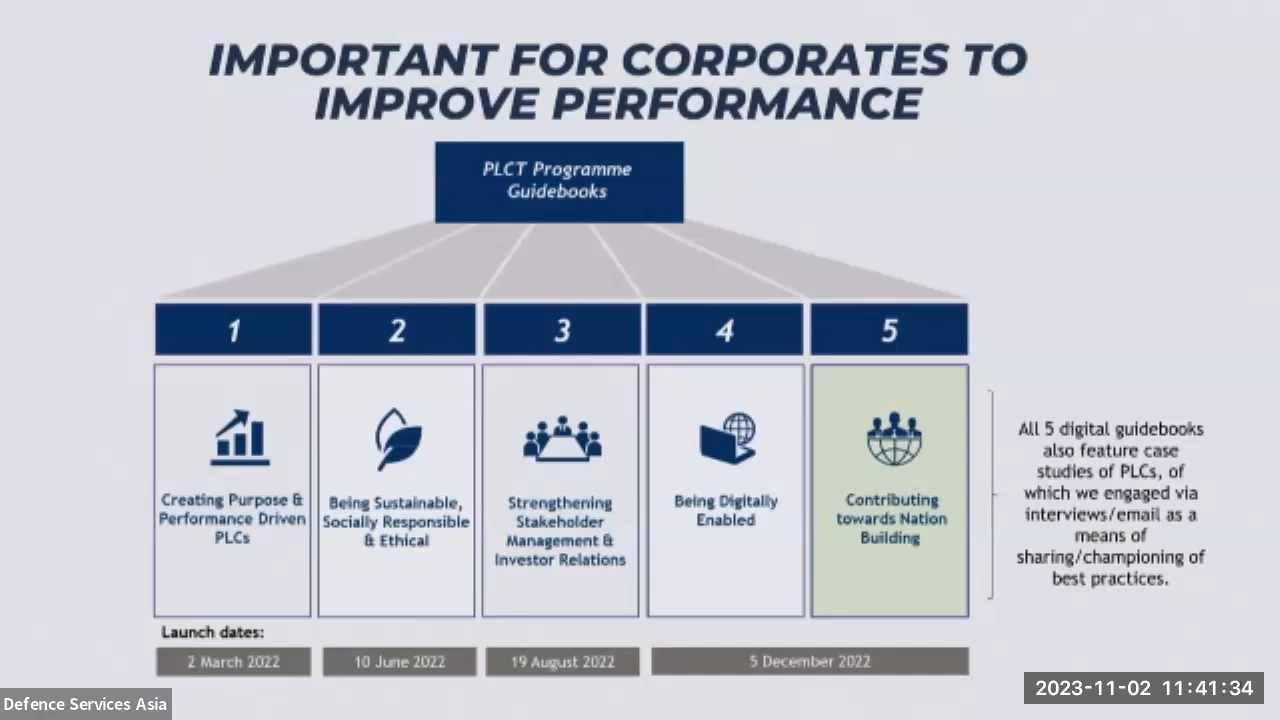 IMPORTANT FOR CORPORATES TO
IMPROVE PERFORMANCE
PLCT Programme
Guidebooks
1
2
3
4
5
Creating Purpose &
Performance Driven
PLCs
Being Sustainable,
Socially Responsible
& Ethical
Strengthening
Stakeholder
Management &
Investor Relations
Being Digitally
Enabled
Contributing
towards Nation
Building
All 5 digital guidebooks
also feature case
studies of PLCs, of
which we engaged via
interviews/email as a
means of
sharing/championing of
best practices.
Launch dates:
2 March 2022
10 June 2022
19 August 2022
5 December 2022
Defence Services Asia
2023-11-02 11:41:34